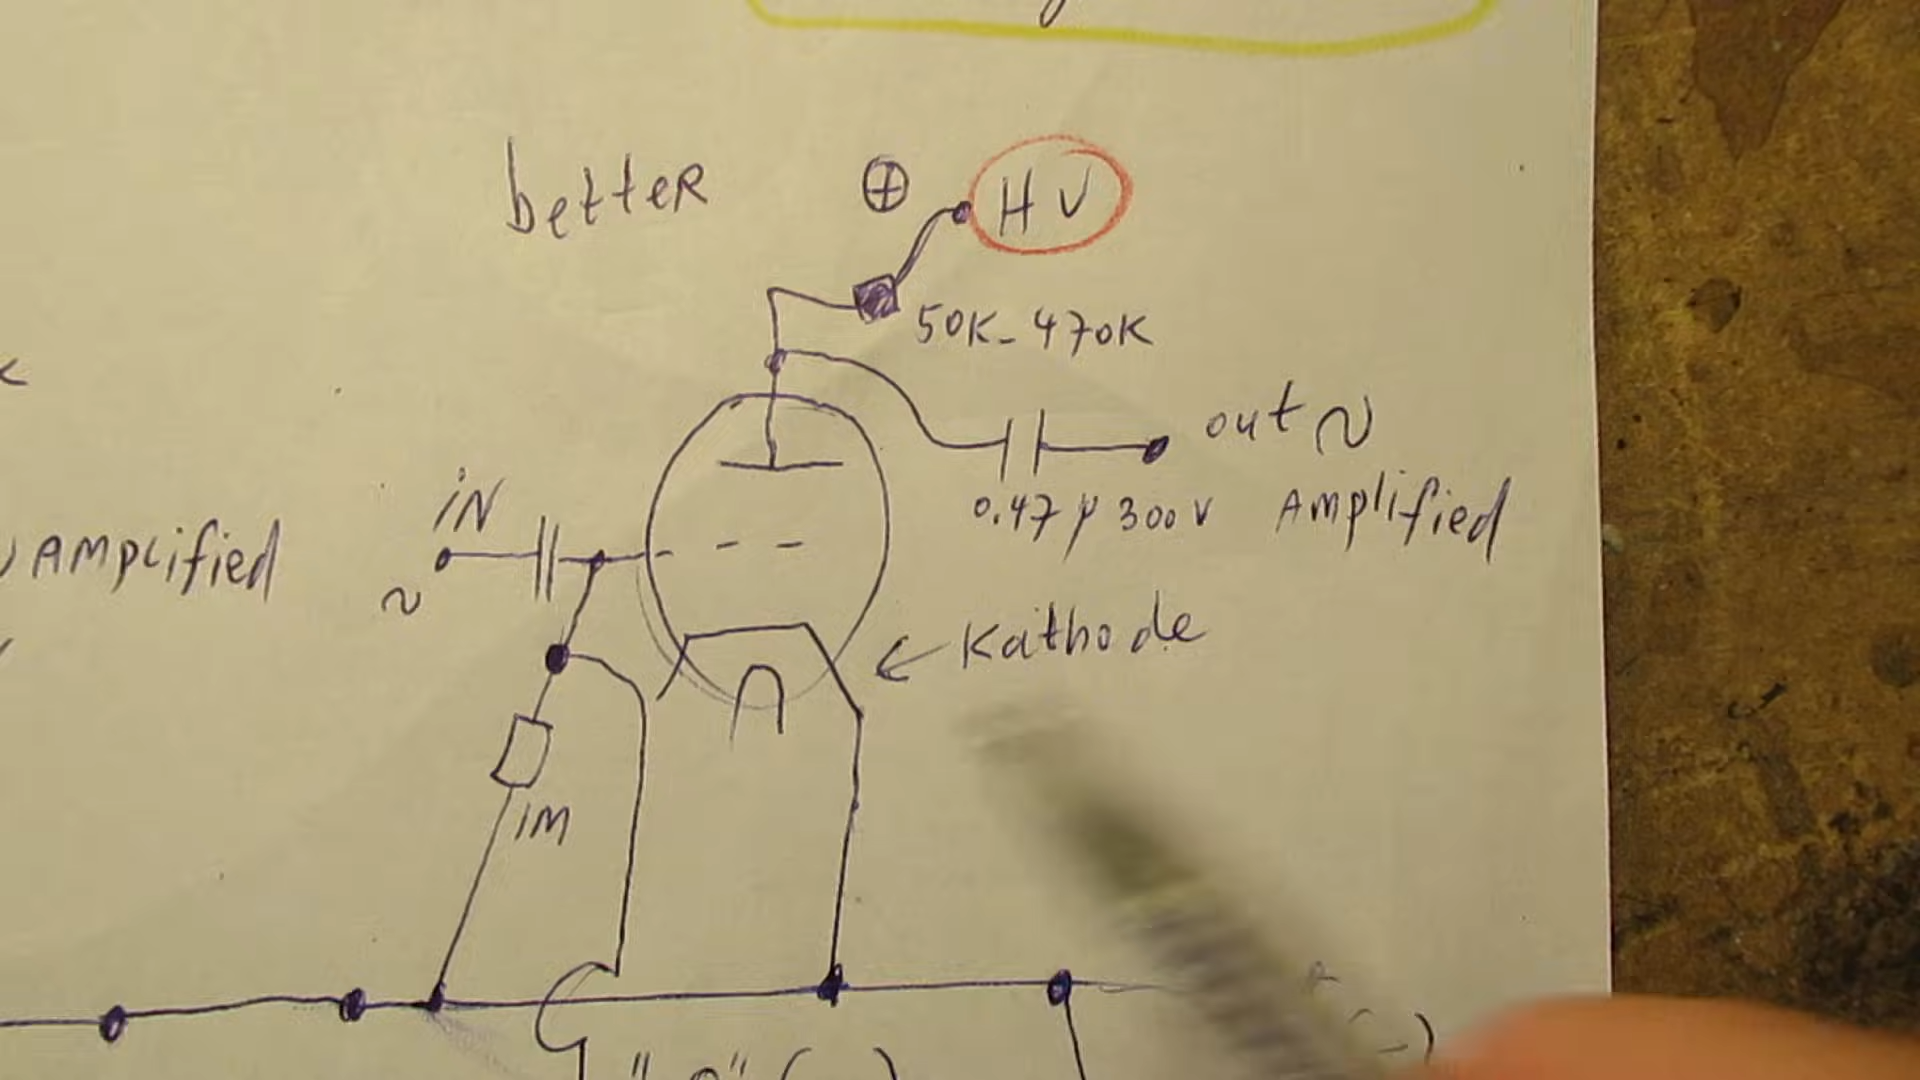 better ⊕ HV
50K-470K
out ~
iN
0.47µ 300V Amplified
~
AMPLified
← Kathode
1M
(-)